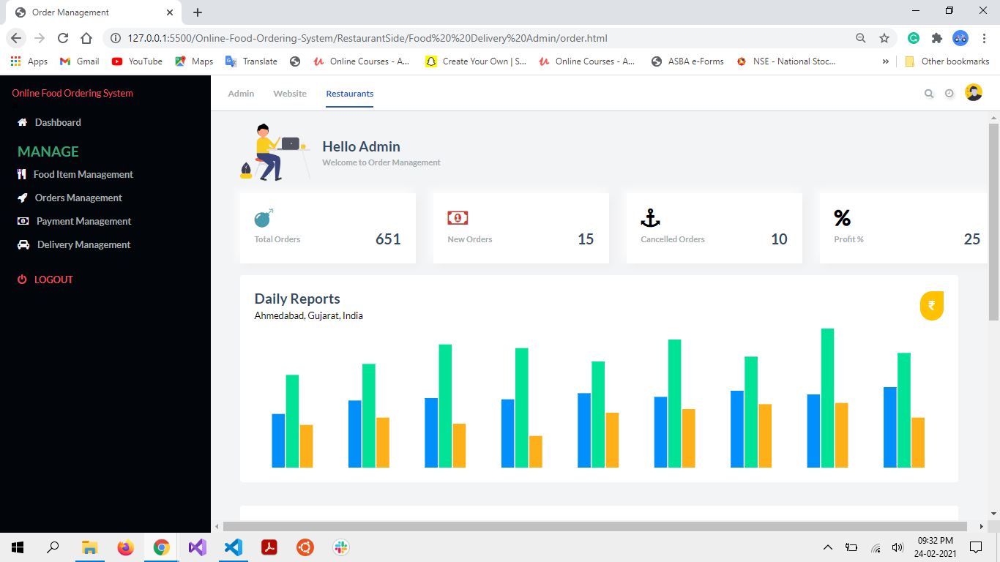 Order Management
127.0.0.1:5500/Online-Food-Ordering-System/RestaurantSide/Food%20%20Delivery%20Admin/order.html
Apps Gmail YouTube Maps Translate Online Courses - A... Create Your Own | S... Online Courses - A... ASBA e-Forms NSE - National Stoc... » Other bookmarks
Online Food Ordering System
Dashboard
MANAGE
Food Item Management
Orders Management
Payment Management
Delivery Management
LOGOUT
Admin Website Restaurants
Hello Admin
Welcome to Order Management
Total Orders 651
New Orders 15
Cancelled Orders 10
%
Profit % 25
Daily Reports
Ahmedabad, Gujarat, India
₹
09:32 PM
24-02-2021